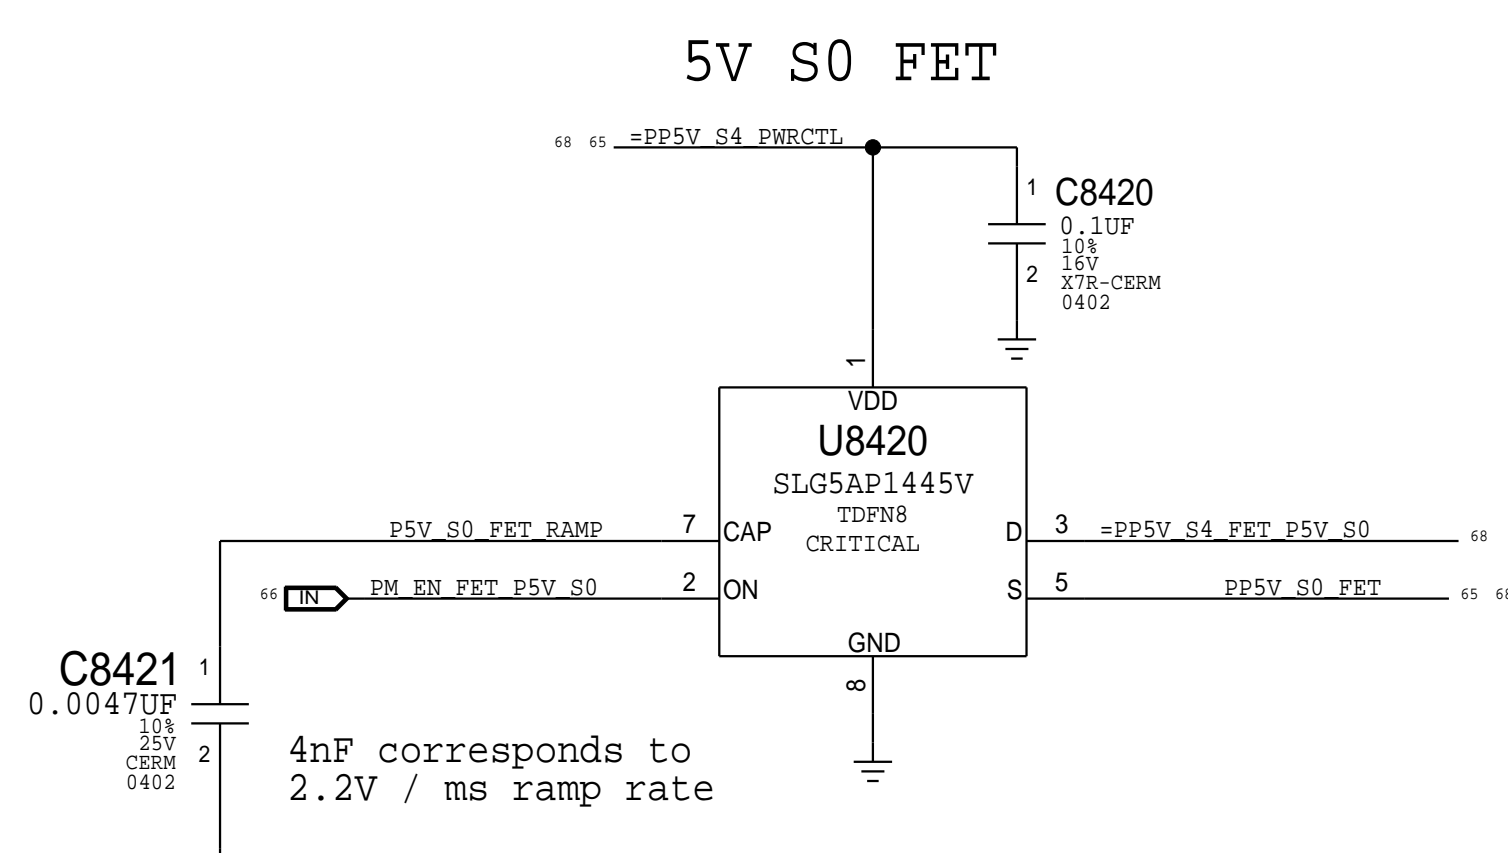 5V S0 FET
68 65 =PP5V_S4_PWRCTL
1 C8420
0.1UF
10%
16V
2 X7R-CERM
0402
1
VDD
U8420
SLG5AP1445V
TDFN8
CRITICAL
P5V_S0_FET_RAMP 7 CAP
D 3 =PP5V_S4_FET_P5V_S0 68
66 IN PM_EN_FET_P5V_S0 2 ON
S 5 PP5V_S0_FET 65
GND
8
C8421 1
0.0047UF
10%
25V 2
CERM
0402
4nF corresponds to
2.2V / ms ramp rate